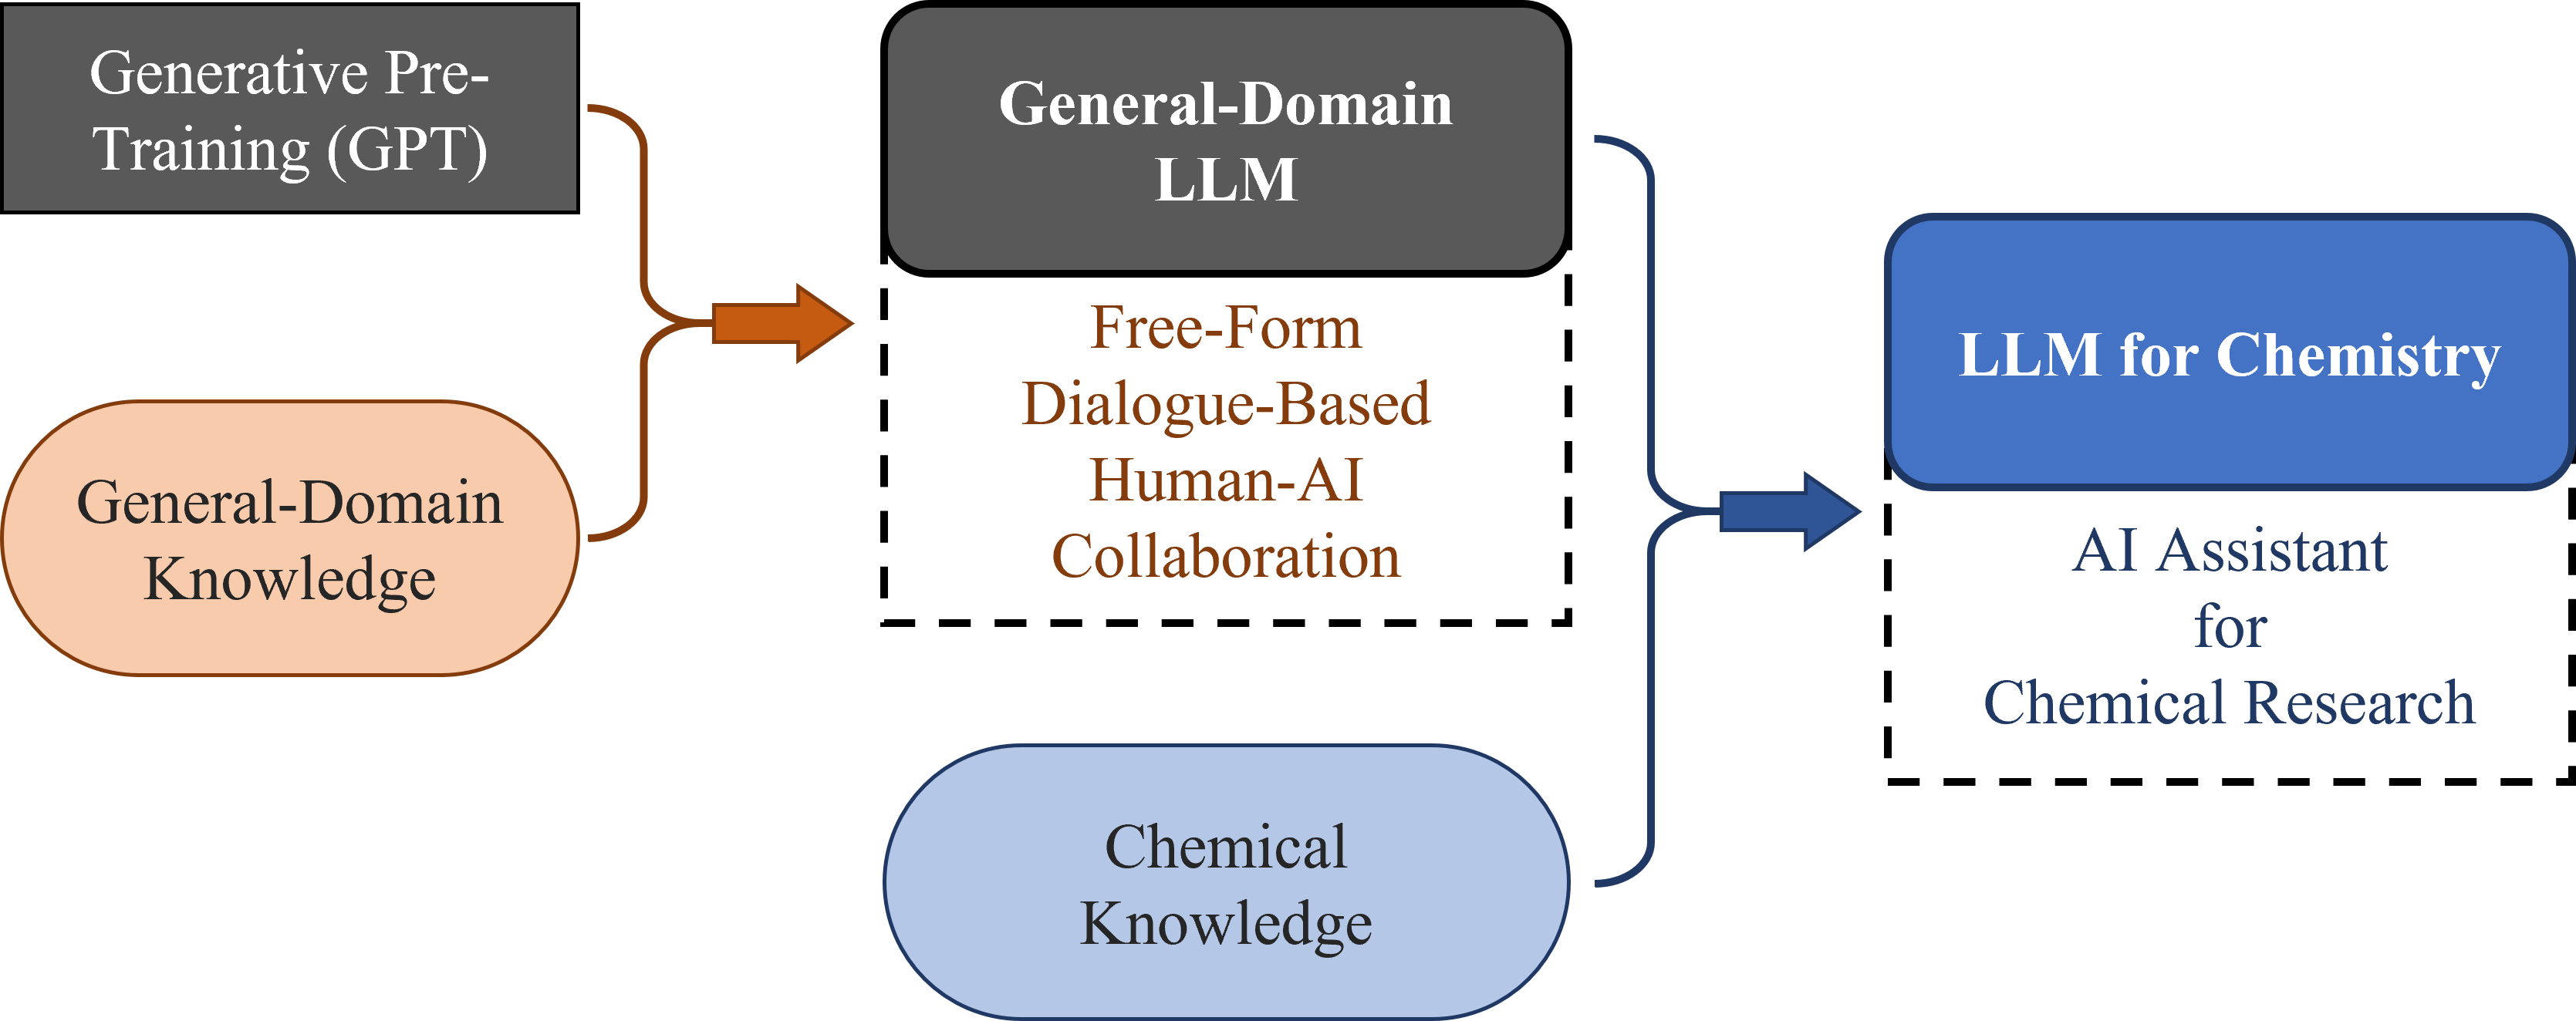 Generative Pre-
Training (GPT)
General-Domain
Knowledge
General-Domain
LLM
Free-Form
Dialogue-Based
Human-AI
Collaboration
Chemical
Knowledge
LLM for Chemistry
AI Assistant
for
Chemical Research